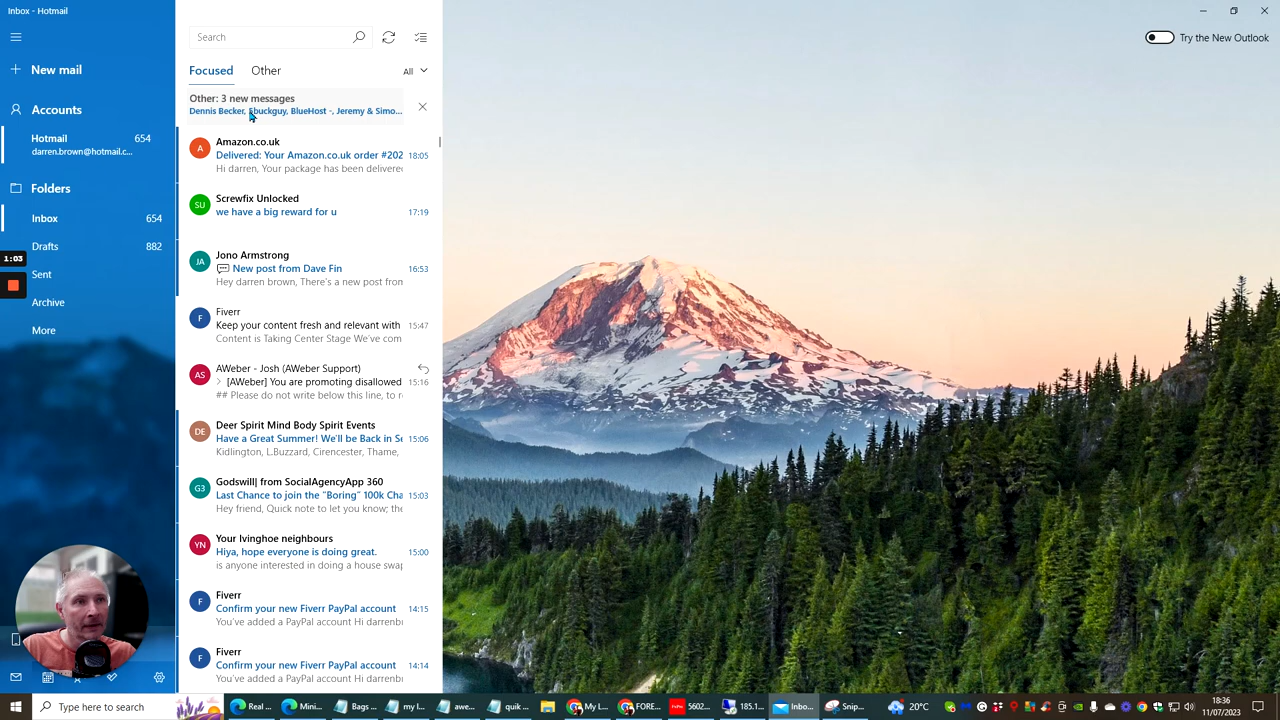 Inbox - Hotmail
Search
Try the New Outlook
New mail
Focused
Other
All
Other: 3 new messages
Dennis Becker, 5buckguy, BlueHost -, Jeremy & Simo...
Accounts
Hotmail 654
darren.brown@hotmail.c...
Folders
Inbox 654
Drafts 882
Sent
Archive
More
1:03
A
Amazon.co.uk
Delivered: Your Amazon.co.uk order #202 18:05
Hi darren, Your package has been delivered
SU
Screwfix Unlocked
we have a big reward for u 17:19
JA
Jono Armstrong
New post from Dave Fin 16:53
Hey darren brown, There's a new post from
F
Fiverr
Keep your content fresh and relevant with 15:47
Content is Taking Center Stage We've com
AS
AWeber - Josh (AWeber Support)
[AWeber] You are promoting disallowed 15:16
## Please do not write below this line, to r
DE
Deer Spirit Mind Body Spirit Events
Have a Great Summer! We'll be Back in Se 15:06
Kidlington, L.Buzzard, Cirencester, Thame,
G3
Godswill| from SocialAgencyApp 360
Last Chance to join the "Boring" 100k Cha 15:03
Hey friend, Quick note to let you know; the
YN
Your Ivinghoe neighbours
Hiya, hope everyone is doing great. 15:00
is anyone interested in doing a house swap
F
Fiverr
Confirm your new Fiverr PayPal account 14:15
You've added a PayPal account Hi darrenb
F
Fiverr
Confirm your new Fiverr PayPal account 14:14
You've added a PayPal account Hi darrenb
Type here to search
Real ...
Mini...
Bags ...
my l...
awe...
quik ...
My L...
FORE...
5602...
185.1...
Inbo...
Snip...
20°C
18:36
11/07/2023